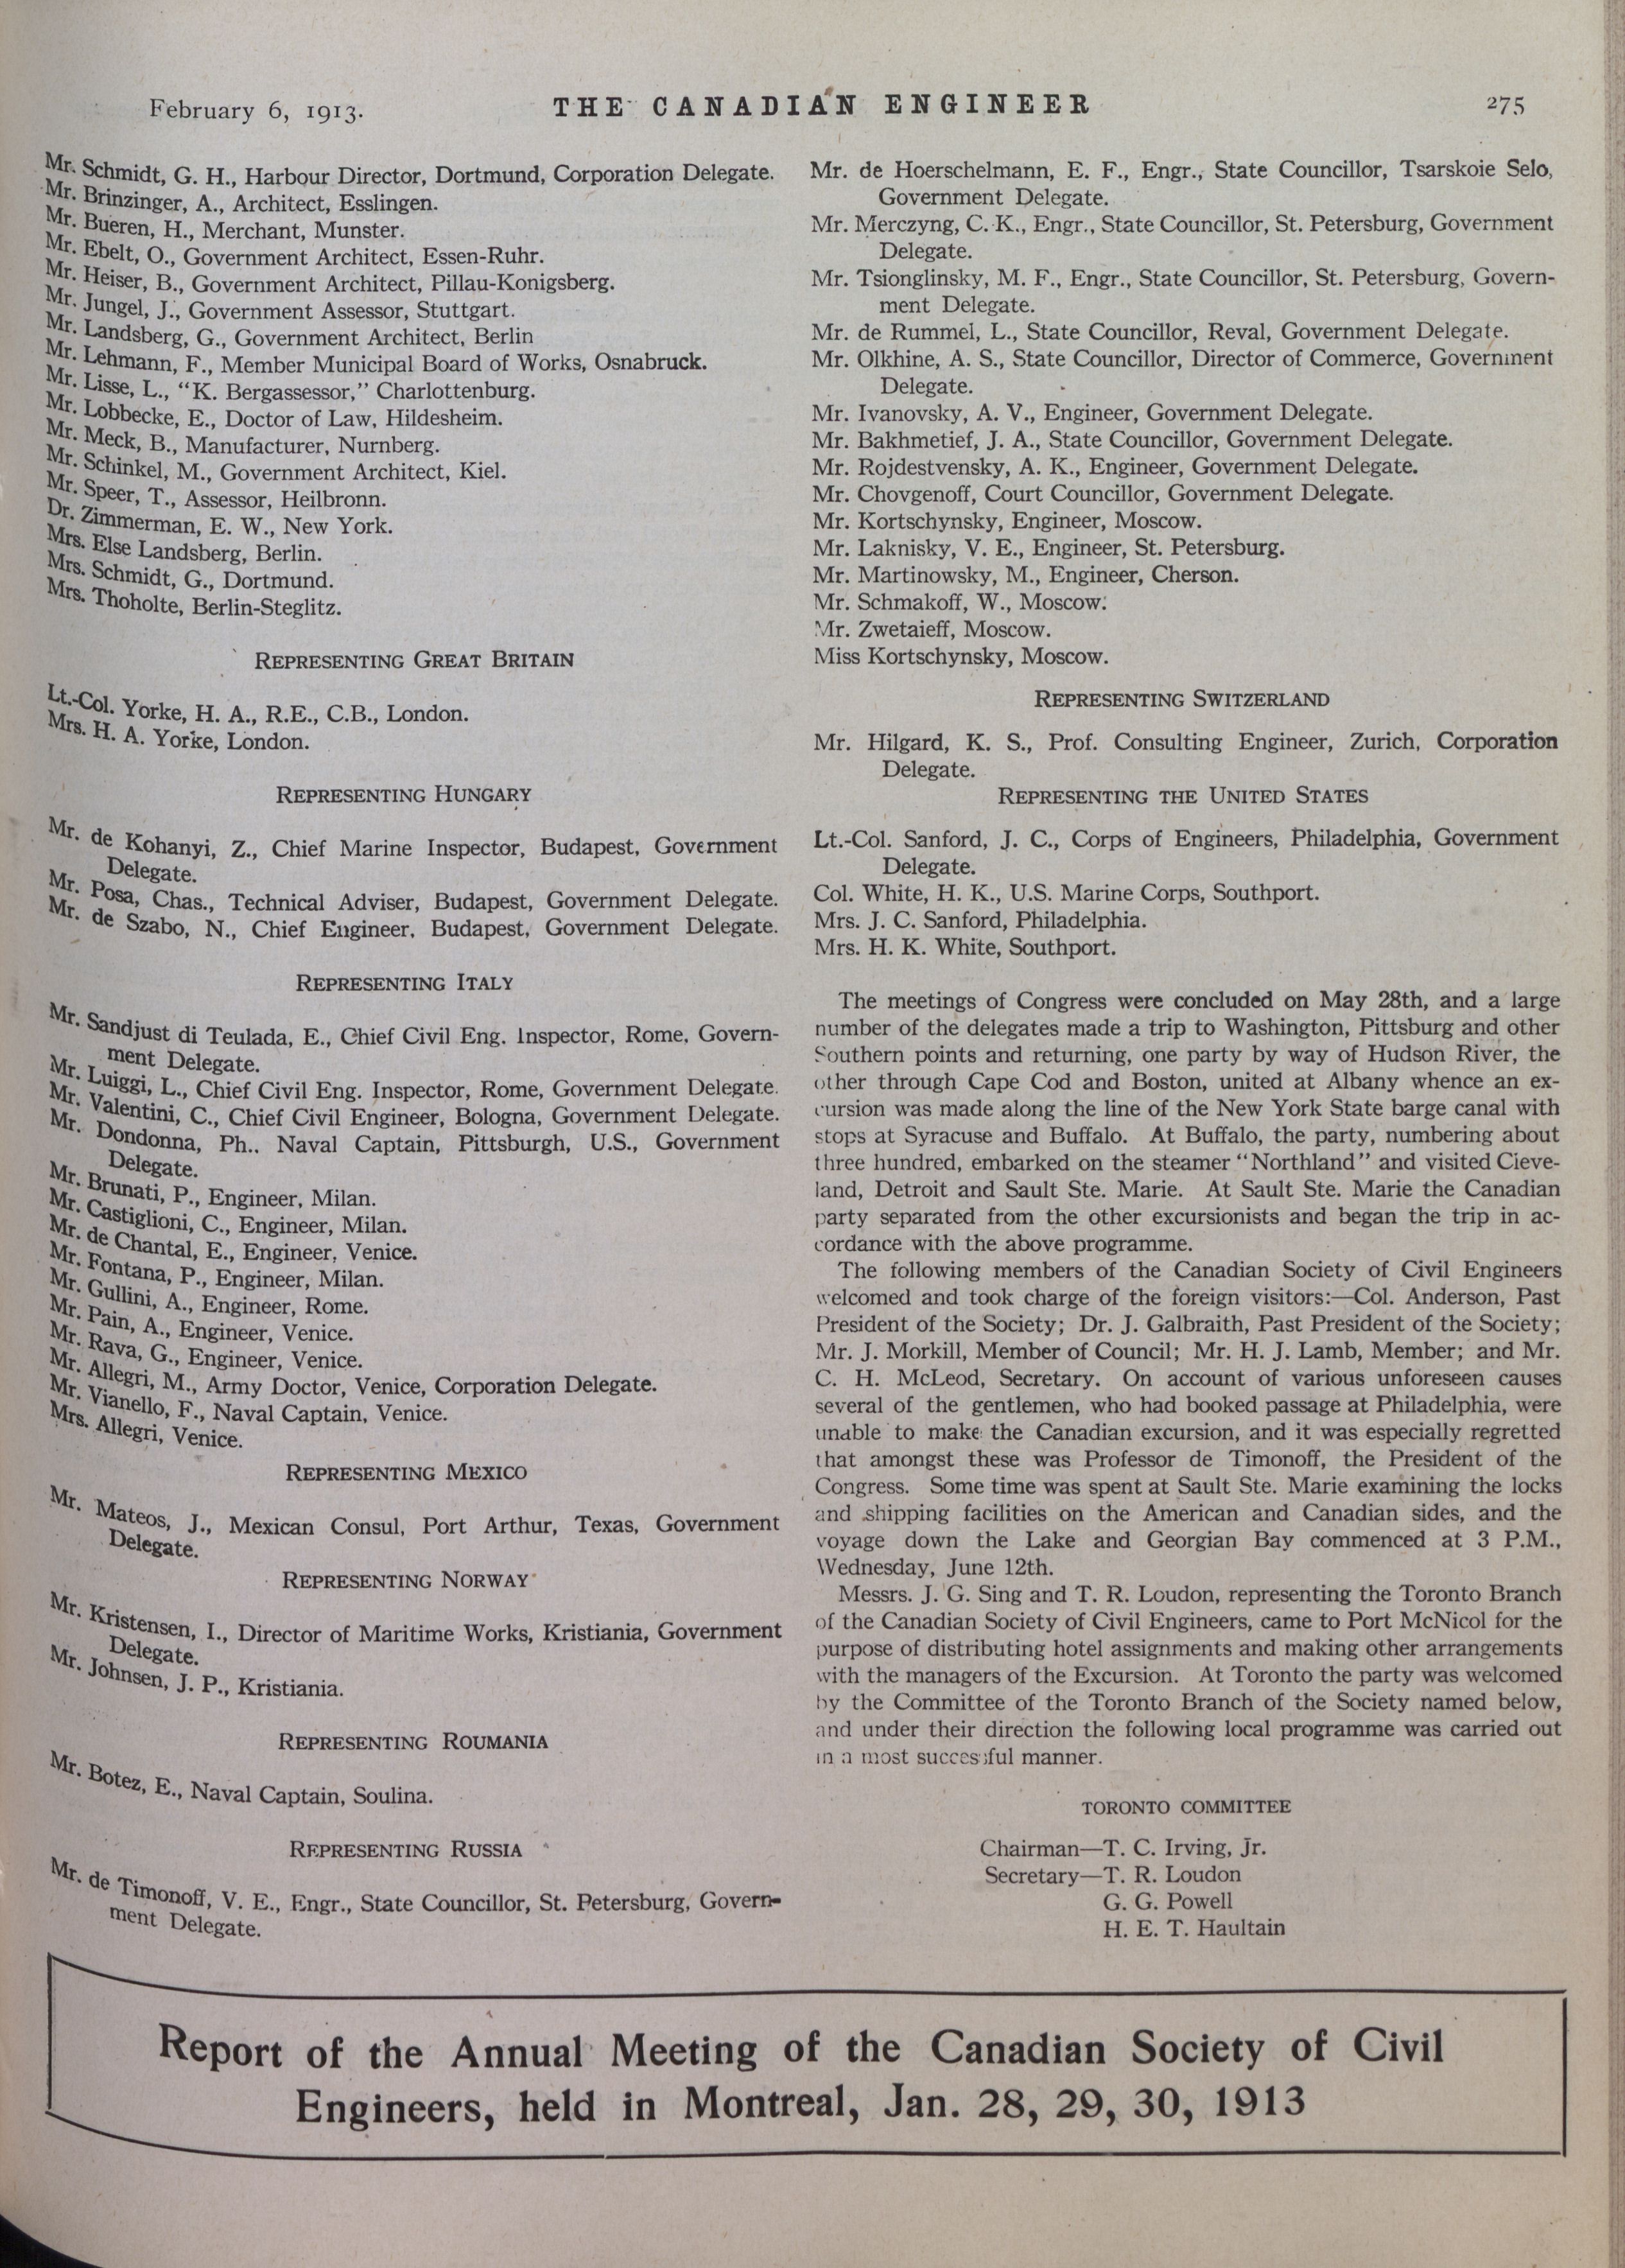 February 6, 1913.
THE CANADIAN ENGINEER
275
Mr. Schmidt, G. H., Harbour Director, Dortmund, Corporation Delegate.
Mr. Brinzinger, A., Architect, Esslingen.
Mr. Bueren, H., Merchant, Munster.
Mr. Ebelt, O., Government Architect, Essen-Ruhr.
Mr. Heiser, B., Government Architect, Pillau-Konigsberg.
Mr. Jungel, J., Government Assessor, Stuttgart.
Mr. Landsberg, G., Government Architect, Berlin
Mr. Lehmann, F., Member Municipal Board of Works, Osnabruck.
Mr. Lisse, L., "K. Bergassessor," Charlottenburg.
Mr. Lobbecke, E., Doctor of Law, Hildesheim.
Mr. Meck, B., Manufacturer, Nurnberg.
Mr. Schinkel, M., Government Architect, Kiel.
Mr. Speer, T., Assessor, Heilbronn.
Dr. Zimmerman, E. W., New York.
Mrs. Else Landsberg, Berlin.
Mrs. Schmidt, G., Dortmund.
Mrs. Thoholte, Berlin-Steglitz.
REPRESENTING GREAT BRITAIN
Lt.-Col. Yorke, H. A., R.E., C.B., London.
Mrs. H. A. Yorke, London.
REPRESENTING HUNGARY
Mr. de Kohanyi, Z., Chief Marine Inspector, Budapest, Government
Delegate.
Mr. Posa, Chas., Technical Adviser, Budapest, Government Delegate.
Mr. de Szabo, N., Chief Engineer, Budapest, Government Delegate.
REPRESENTING ITALY
Mr. Sandjust di Teulada, E., Chief Civil Eng. Inspector, Rome, Govern-
ment Delegate.
Mr. Luiggi, L., Chief Civil Eng. Inspector, Rome, Government Delegate.
Mr. Valentini, C., Chief Civil Engineer, Bologna, Government Delegate.
Mr. Dondonna, Ph.. Naval Captain, Pittsburgh, U.S., Government
Delegate.
Mr. Brunati, P., Engineer, Milan.
Mr. Castiglioni, C., Engineer, Milan.
Mr. de Chantal, E., Engineer, Venice.
Mr. Fontana, P., Engineer, Milan.
Mr. Gullini, A., Engineer, Rome.
Mr. Pain, A., Engineer, Venice.
Mr. Rava, G., Engineer, Venice.
Mr. Allegri, M., Army Doctor, Venice, Corporation Delegate.
Mr. Vianello, F., Naval Captain, Venice.
Mrs. Allegri, Venice.
REPRESENTING MEXICO
Mr. Mateos, J., Mexican Consul, Port Arthur, Texas, Government
Delegate.
REPRESENTING NORWAY
Mr. Kristensen, I., Director of Maritime Works, Kristiania, Government
Delegate.
Mr. Johnsen, J. P., Kristiania.
REPRESENTING ROUMANIA
Mr. Botez, E., Naval Captain, Soulina.
REPRESENTING RUSSIA
Mr. de Timonoff, V. E., Engr., State Councillor, St. Petersburg, Govern-
ment Delegate.
Mr. de Hoerschelmann, E. F., Engr., State Councillor, Tsarskoie Selo,
Government Delegate.
Mr. Merczyng, C. K., Engr., State Councillor, St. Petersburg, Government
Delegate.
Mr. Tsionglinsky, M. F., Engr., State Councillor, St. Petersburg, Govern-
ment Delegate.
Mr. de Rummel, L., State Councillor, Reval, Government Delegate.
Mr. Olkhine, A. S., State Councillor, Director of Commerce, Government
Delegate.
Mr. Ivanovsky, A. V., Engineer, Government Delegate.
Mr. Bakhmetief, J. A., State Councillor, Government Delegate.
Mr. Rojdestvensky, A. K., Engineer, Government Delegate.
Mr. Chovgenoff, Court Councillor, Government Delegate.
Mr. Kortschynsky, Engineer, Moscow.
Mr. Laknisky, V. E., Engineer, St. Petersburg.
Mr. Martinowsky, M., Engineer, Cherson.
Mr. Schmakoff, W., Moscow.
Mr. Zwetaieff, Moscow.
Miss Kortschynsky, Moscow.
REPRESENTING SWITZERLAND
Mr. Hilgard, K. S., Prof. Consulting Engineer, Zurich, Corporation
Delegate.
REPRESENTING THE UNITED STATES
Lt.-Col. Sanford, J. C., Corps of Engineers, Philadelphia, Government
Delegate.
Col. White, H. K., U.S. Marine Corps, Southport.
Mrs. J. C. Sanford, Philadelphia.
Mrs. H. K. White, Southport.
The meetings of Congress were concluded on May 28th, and a large
number of the delegates made a trip to Washington, Pittsburg and other
Southern points and returning, one party by way of Hudson River, the
other through Cape Cod and Boston, united at Albany whence an ex-
cursion was made along the line of the New York State barge canal with
stops at Syracuse and Buffalo. At Buffalo, the party, numbering about
three hundred, embarked on the steamer "Northland" and visited Cleve-
land, Detroit and Sault Ste. Marie. At Sault Ste. Marie the Canadian
party separated from the other excursionists and began the trip in ac-
cordance with the above programme.
The following members of the Canadian Society of Civil Engineers
welcomed and took charge of the foreign visitors:—Col. Anderson, Past
President of the Society; Dr. J. Galbraith, Past President of the Society;
Mr. J. Morkill, Member of Council; Mr. H. J. Lamb, Member; and Mr.
C. H. McLeod, Secretary. On account of various unforeseen causes
several of the gentlemen, who had booked passage at Philadelphia, were
unable to make the Canadian excursion, and it was especially regretted
that amongst these was Professor de Timonoff, the President of the
Congress. Some time was spent at Sault Ste. Marie examining the locks
and shipping facilities on the American and Canadian sides, and the
voyage down the Lake and Georgian Bay commenced at 3 P.M.,
Wednesday, June 12th.
Messrs. J. G. Sing and T. R. Loudon, representing the Toronto Branch
of the Canadian Society of Civil Engineers, came to Port McNicol for the
purpose of distributing hotel assignments and making other arrangements
with the managers of the Excursion. At Toronto the party was welcomed
by the Committee of the Toronto Branch of the Society named below,
and under their direction the following local programme was carried out
in a most successful manner.
TORONTO COMMITTEE
Chairman—T. C. Irving, Jr.
Secretary—T. R. Loudon
G. G. Powell
H. E. T. Haultain
Report of the Annual Meeting of the Canadian Society of Civil
Engineers, held in Montreal, Jan. 28, 29, 30, 1913